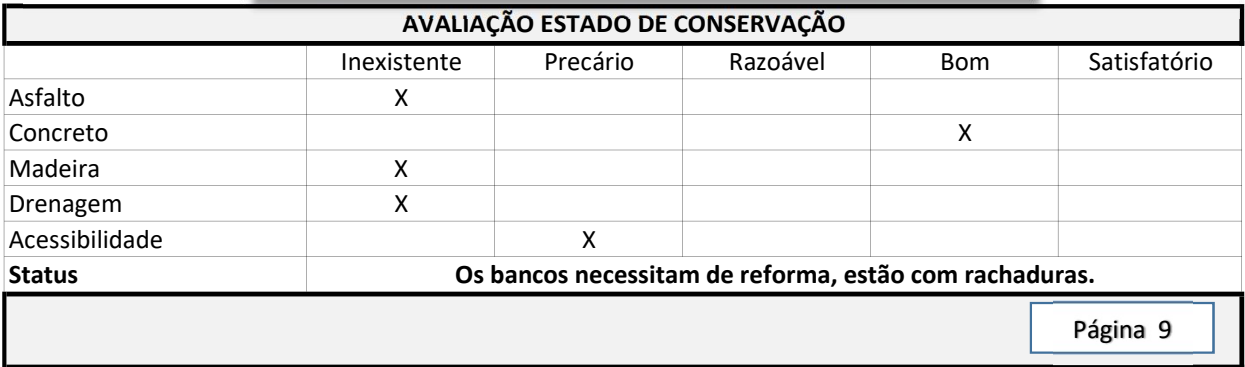 AVALIAÇÃO ESTADO DE CONSERVAÇÃO
Inexistente Precário Razoável Bom Satisfatório
Asfalto X
Concreto X
Madeira X
Drenagem X
Acessibilidade X
Status Os bancos necessitam de reforma, estão com rachaduras.
Página 9